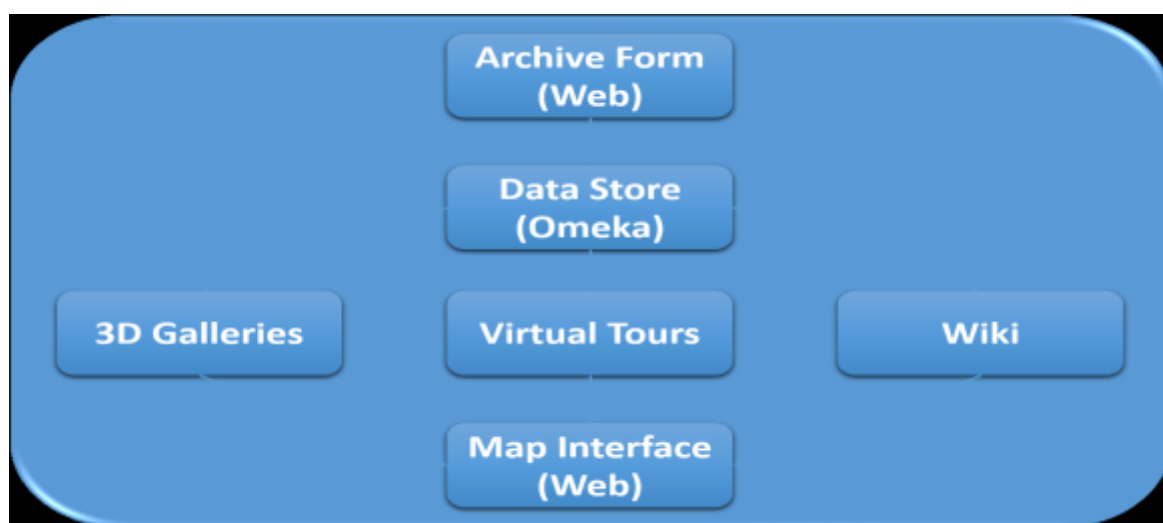 Archive Form
(Web)
Data Store
(Omeka)
3D Galleries
Virtual Tours
Wiki
Map Interface
(Web)